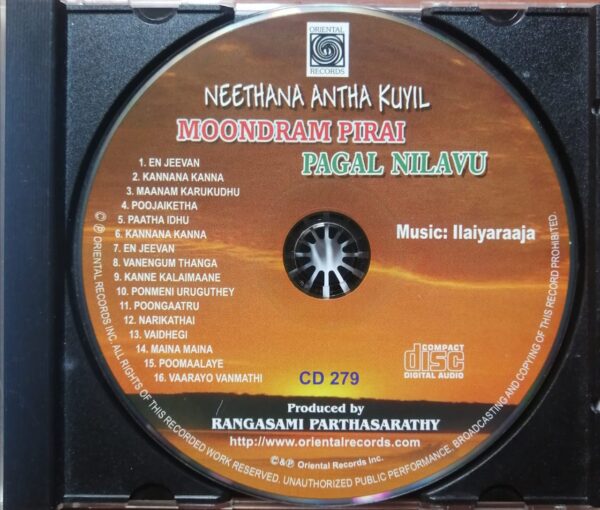 ORIENTAL
RECORDS
NEETHANA ANTHA KUYIL
MOONDRAM PIRAI
PAGAL NILAVU
1. EN JEEVAN
2. KANNANA KANNA
3. MAANAM KARUKUDHU
4. POOJAIKETHA
5. PAATHA IDHU
6. KANNANA KANNA
7. EN JEEVAN
8. VANENGUM THANGA
9. KANNE KALAIMAANE
10. PONMENI URUGUTHEY
11. POONGAATRU
12. NARIKATHAI
13. VAIDHEGI
14. MAINA MAINA
15. POOMAALAYE
16. VAARAYO VANMATHI
Music: Ilaiyaraaja
COMPACT
disc
DIGITAL AUDIO
CD 279
Produced by
RANGASAMI PARTHASARATHY
http://www.orientalrecords.com
©&℗ Oriental Records Inc.
© ℗ ORIENTAL RECORDS INC. ALL RIGHTS OF THIS RECORDED WORK RESERVED. UNAUTHORIZED PUBLIC PERFORMANCE, BROADCASTING AND COPYING OF THIS RECORD PROHIBITED.